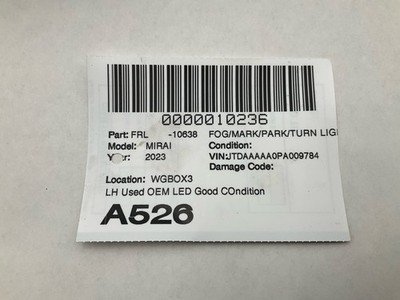 0000010236
Part: FRL -10638 FOG/MARK/PARK/TURN LIG
Model: MIRAI Condition:
Year: 2023 VIN:JTDAAAAA0PA009784
Damage Code:
Location: WGBOX3
LH Used OEM LED Good COndition
A526